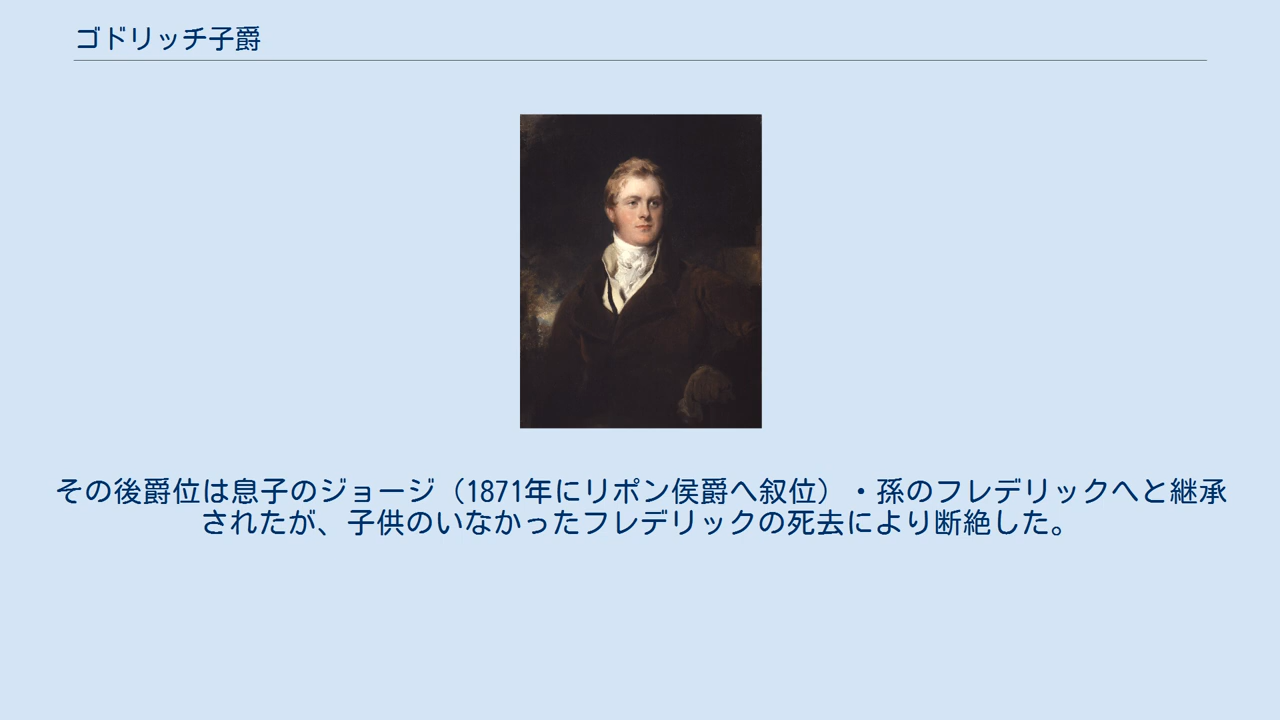 ゴドリッチ子爵
その後爵位は息子のジョージ（1871年にリポン侯爵へ叙位）・孫のフレデリックへと継承
されたが、子供のいなかったフレデリックの死去により断絶した。